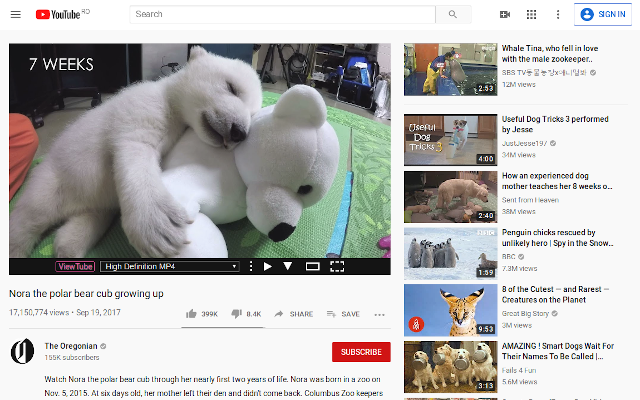 YouTube RO
Search
SIGN IN
7 WEEKS
ViewTube
High Definition MP4
Nora the polar bear cub growing up
17,150,774 views • Sep 19, 2017
399K
8.4K
SHARE
SAVE
The Oregonian
155K subscribers
SUBSCRIBE
Watch Nora the polar bear cub through her nearly first two years of life. Nora was born in a zoo on
Nov. 5, 2015. At six days old, her mother left their den and didn't come back. Columbus Zoo keepers
2:53
Whale Tina, who fell in love
with the male zookeeper..
SBS TV동물농장x애니멀봐
12M views
Useful
Dog
Tricks 3
4:00
Useful Dog Tricks 3 performed
by Jesse
JustJesse197
34M views
2:40
How an experienced dog
mother teaches her 8 weeks o...
Sent from Heaven
38M views
1:59
Penguin chicks rescued by
unlikely hero | Spy in the Snow...
BBC
7.3M views
9:53
8 of the Cutest — and Rarest —
Creatures on the Planet
Great Big Story
3M views
3:13
AMAZING ! Smart Dogs Wait For
Their Names To Be Called |...
Fails 4 Fun
5.6M views